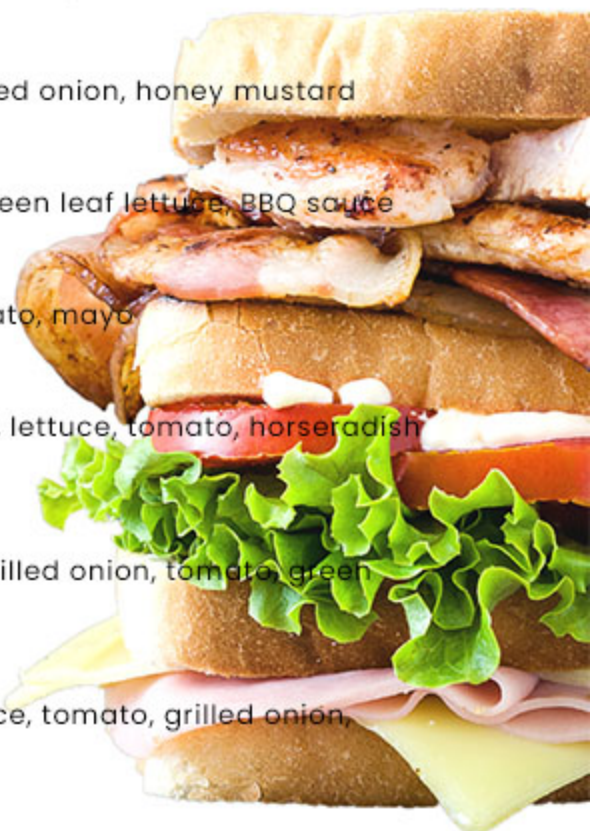 ed onion, honey mustard
een leaf lettuce, BBQ sauce
ato, mayo
lettuce, tomato, horseradish
illed onion, tomato, green
ce, tomato, grilled onion,